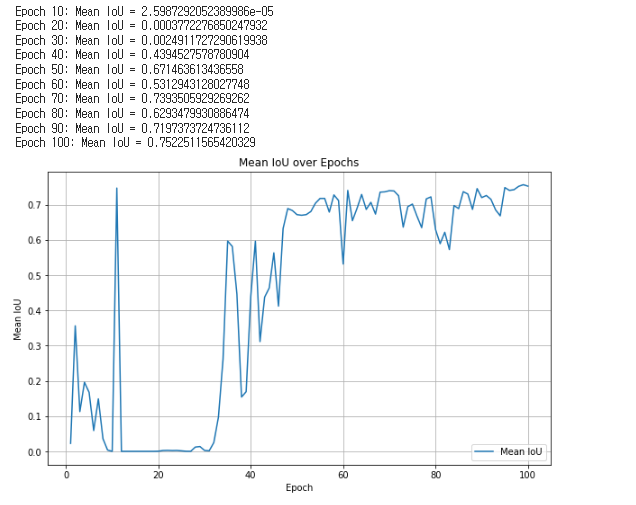 Epoch 10: Mean IoU = 2.5987292052389986e-05
Epoch 20: Mean IoU = 0.0003772276850247932
Epoch 30: Mean IoU = 0.0024911727290619938
Epoch 40: Mean IoU = 0.4394527578780904
Epoch 50: Mean IoU = 0.671463613436558
Epoch 60: Mean IoU = 0.5312943128027748
Epoch 70: Mean IoU = 0.7393505929269262
Epoch 80: Mean IoU = 0.6293479930886474
Epoch 90: Mean IoU = 0.7197373724736112
Epoch 100: Mean IoU = 0.7522511565420329
Mean IoU over Epochs
0.7
0.6
0.5
0.4
0.3
0.2
0.1
0.0
Mean IoU
Mean IoU
0 20 40 60 80 100
Epoch